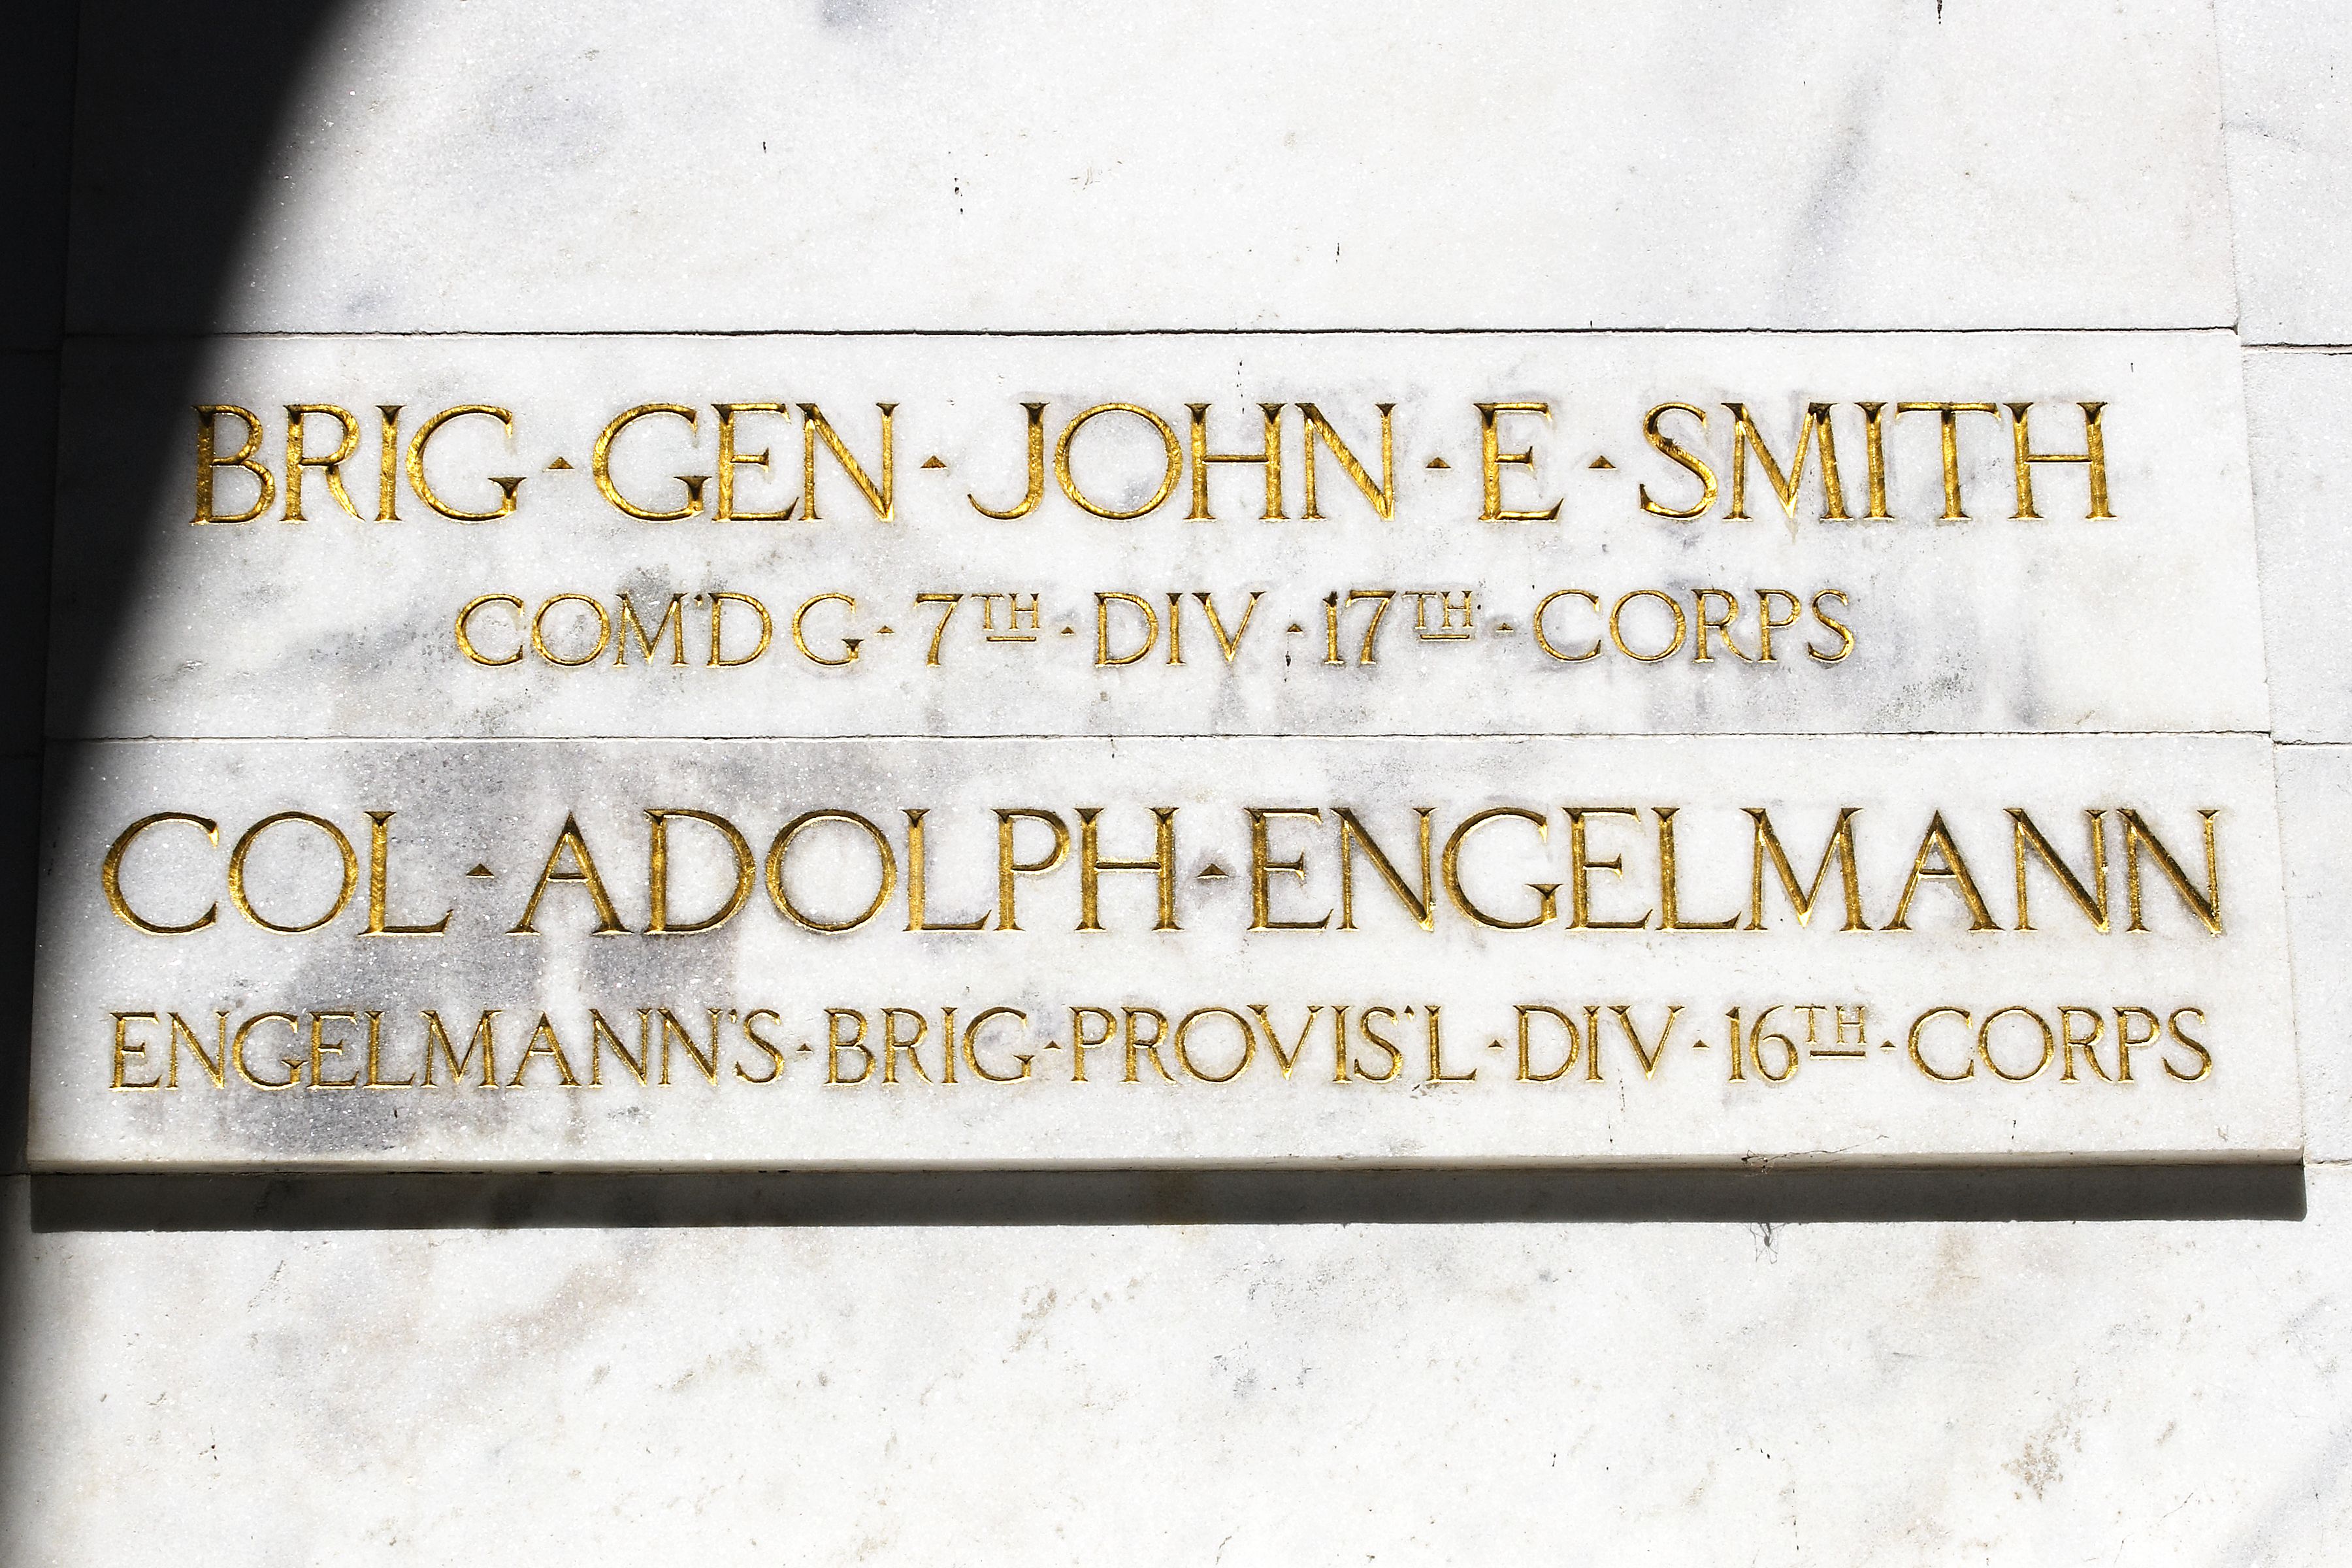 BRIG · GEN · JOHN · E · SMITH
COM'D G · 7TH · DIV · 17TH · CORPS
COL · ADOLPH · ENGELMANN
ENGELMANN'S · BRIG · PROVIS'L · DIV · 16TH · CORPS